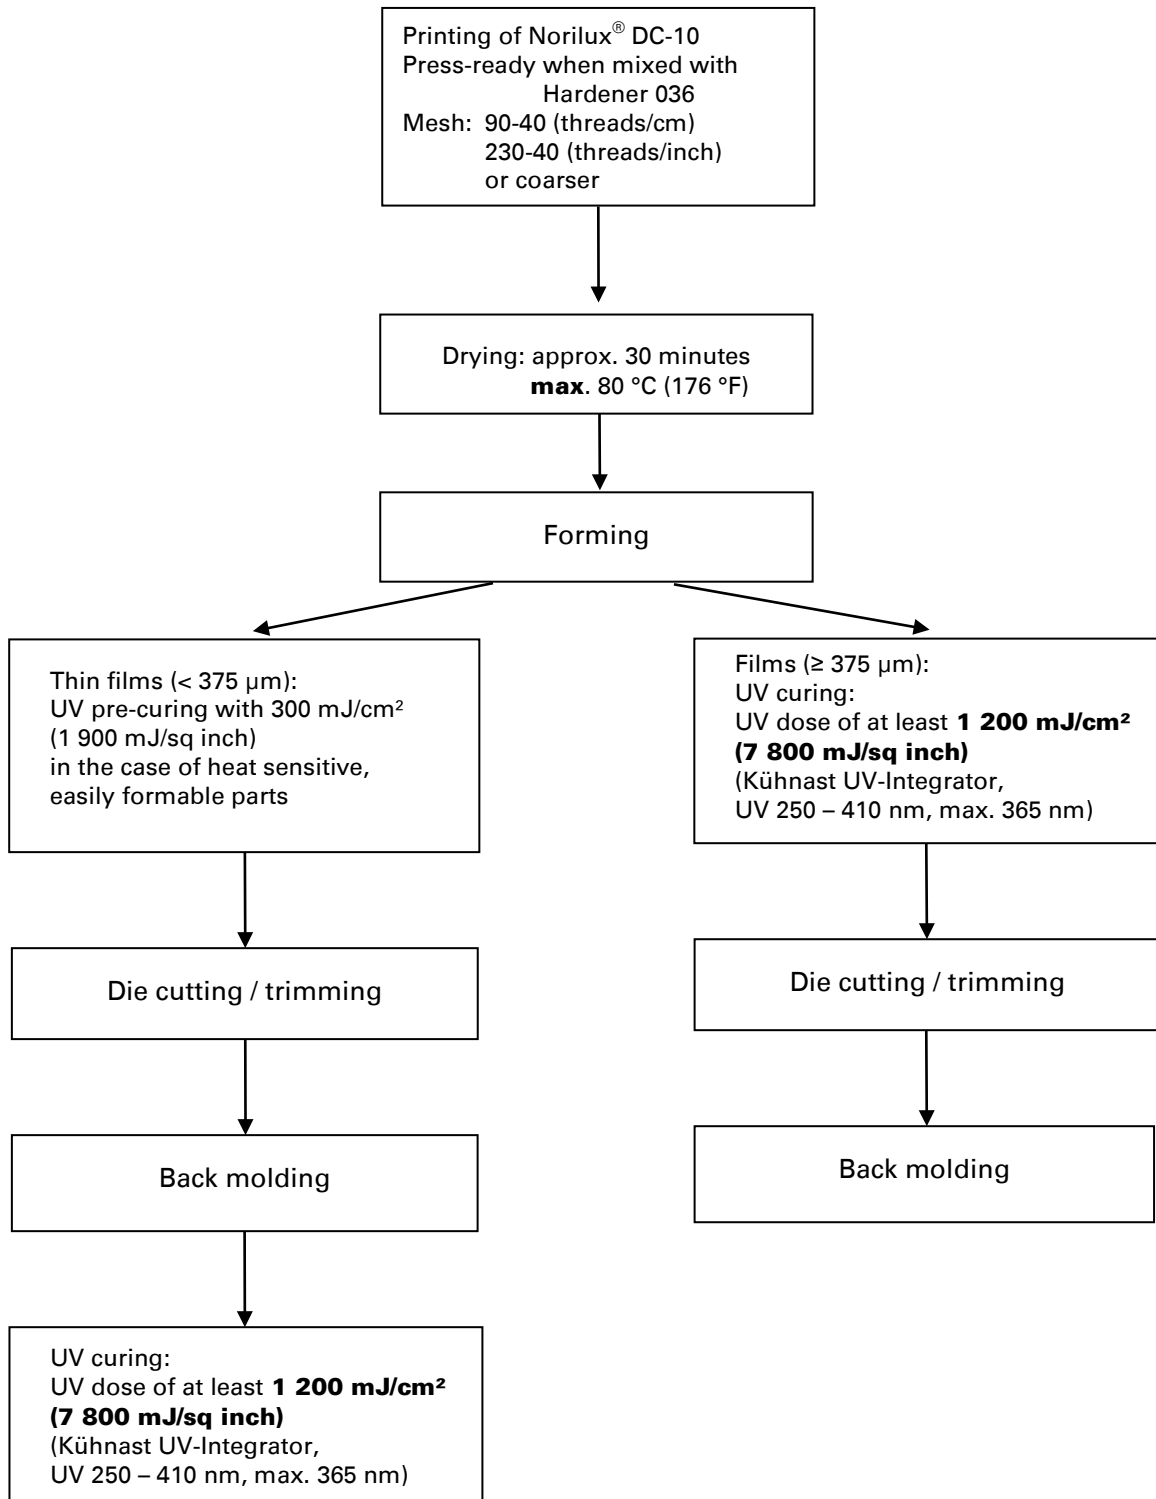 Printing of Norilux® DC-10
Press-ready when mixed with
Hardener 036
Mesh: 90-40 (threads/cm)
230-40 (threads/inch)
or coarser
Drying: approx. 30 minutes
max. 80 °C (176 °F)
Forming
Thin films (< 375 µm):
UV pre-curing with 300 mJ/cm²
(1 900 mJ/sq inch)
in the case of heat sensitive,
easily formable parts
Die cutting / trimming
Back molding
UV curing:
UV dose of at least 1 200 mJ/cm²
(7 800 mJ/sq inch)
(Kühnast UV-Integrator,
UV 250 – 410 nm, max. 365 nm)
Films (≥ 375 µm):
UV curing:
UV dose of at least 1 200 mJ/cm²
(7 800 mJ/sq inch)
(Kühnast UV-Integrator,
UV 250 – 410 nm, max. 365 nm)
Die cutting / trimming
Back molding